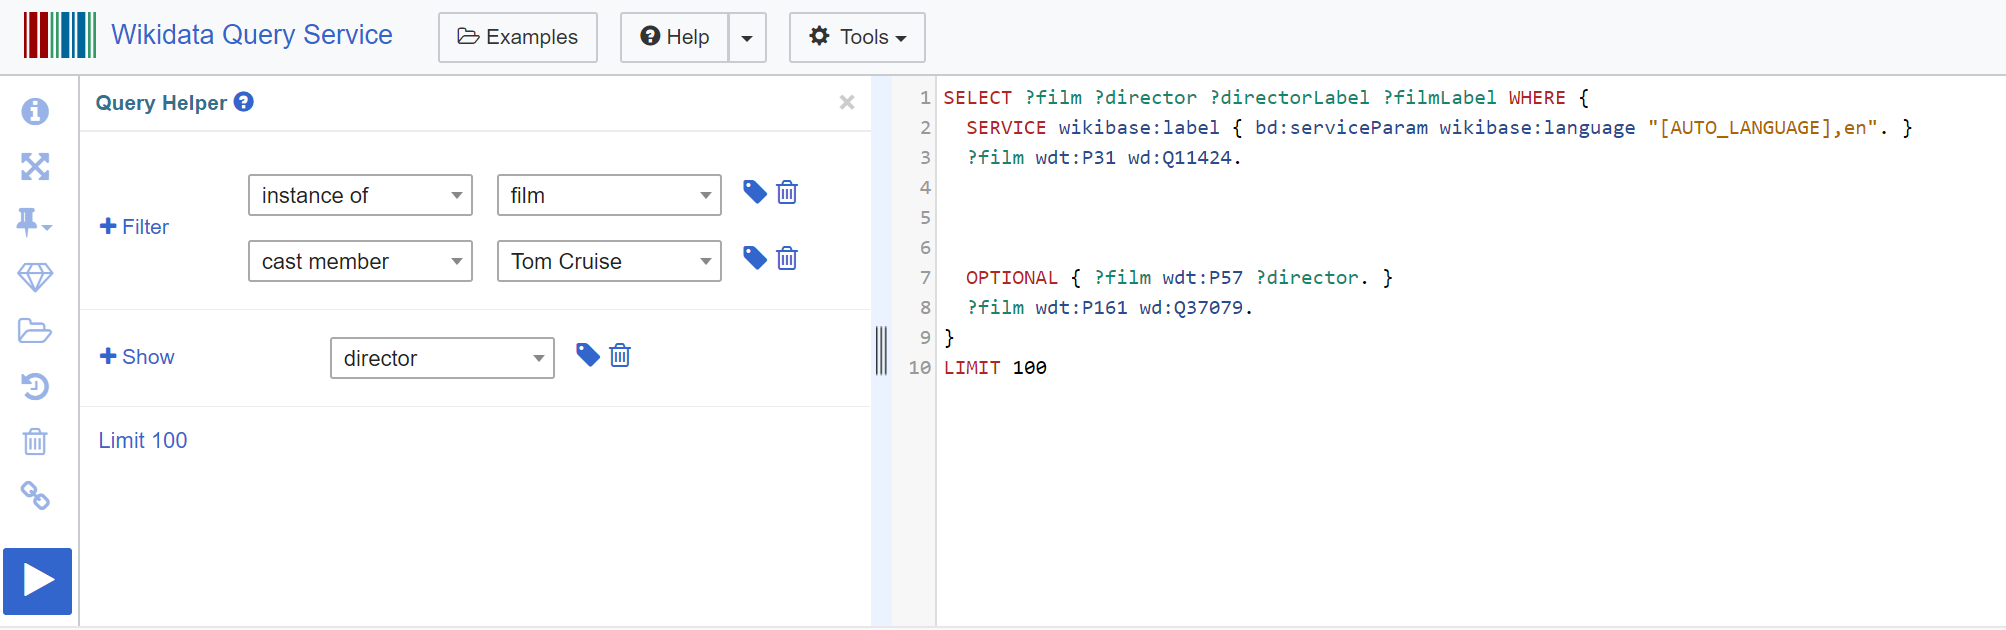 Wikidata Query Service
Examples
Help
Tools
Query Helper
Filter
instance of
film
cast member
Tom Cruise
Show
director
Limit 100
1 SELECT ?film ?director ?directorLabel ?filmLabel WHERE {
2 SERVICE wikibase:label { bd:serviceParam wikibase:language "[AUTO_LANGUAGE],en". }
3 ?film wdt:P31 wd:Q11424.
4
5
6
7 OPTIONAL { ?film wdt:P57 ?director. }
8 ?film wdt:P161 wd:Q37079.
9 }
10 LIMIT 100